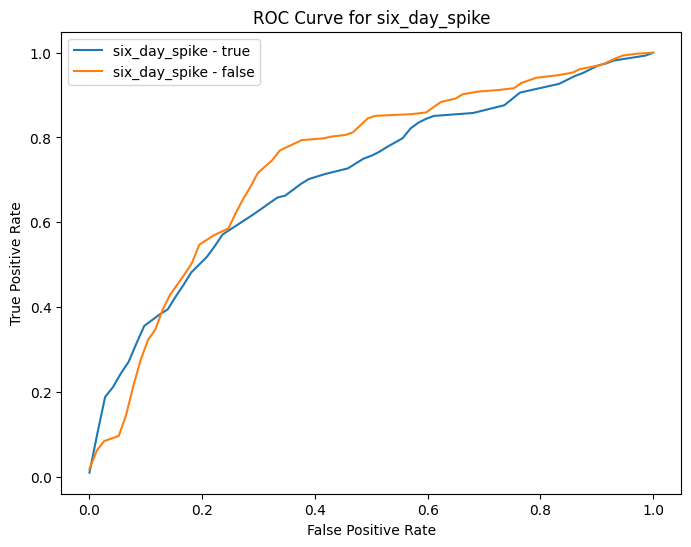 ROC Curve for six_day_spike
six_day_spike - true
six_day_spike - false
True Positive Rate
1.0
0.8
0.6
0.4
0.2
0.0
0.0 0.2 0.4 0.6 0.8 1.0
False Positive Rate